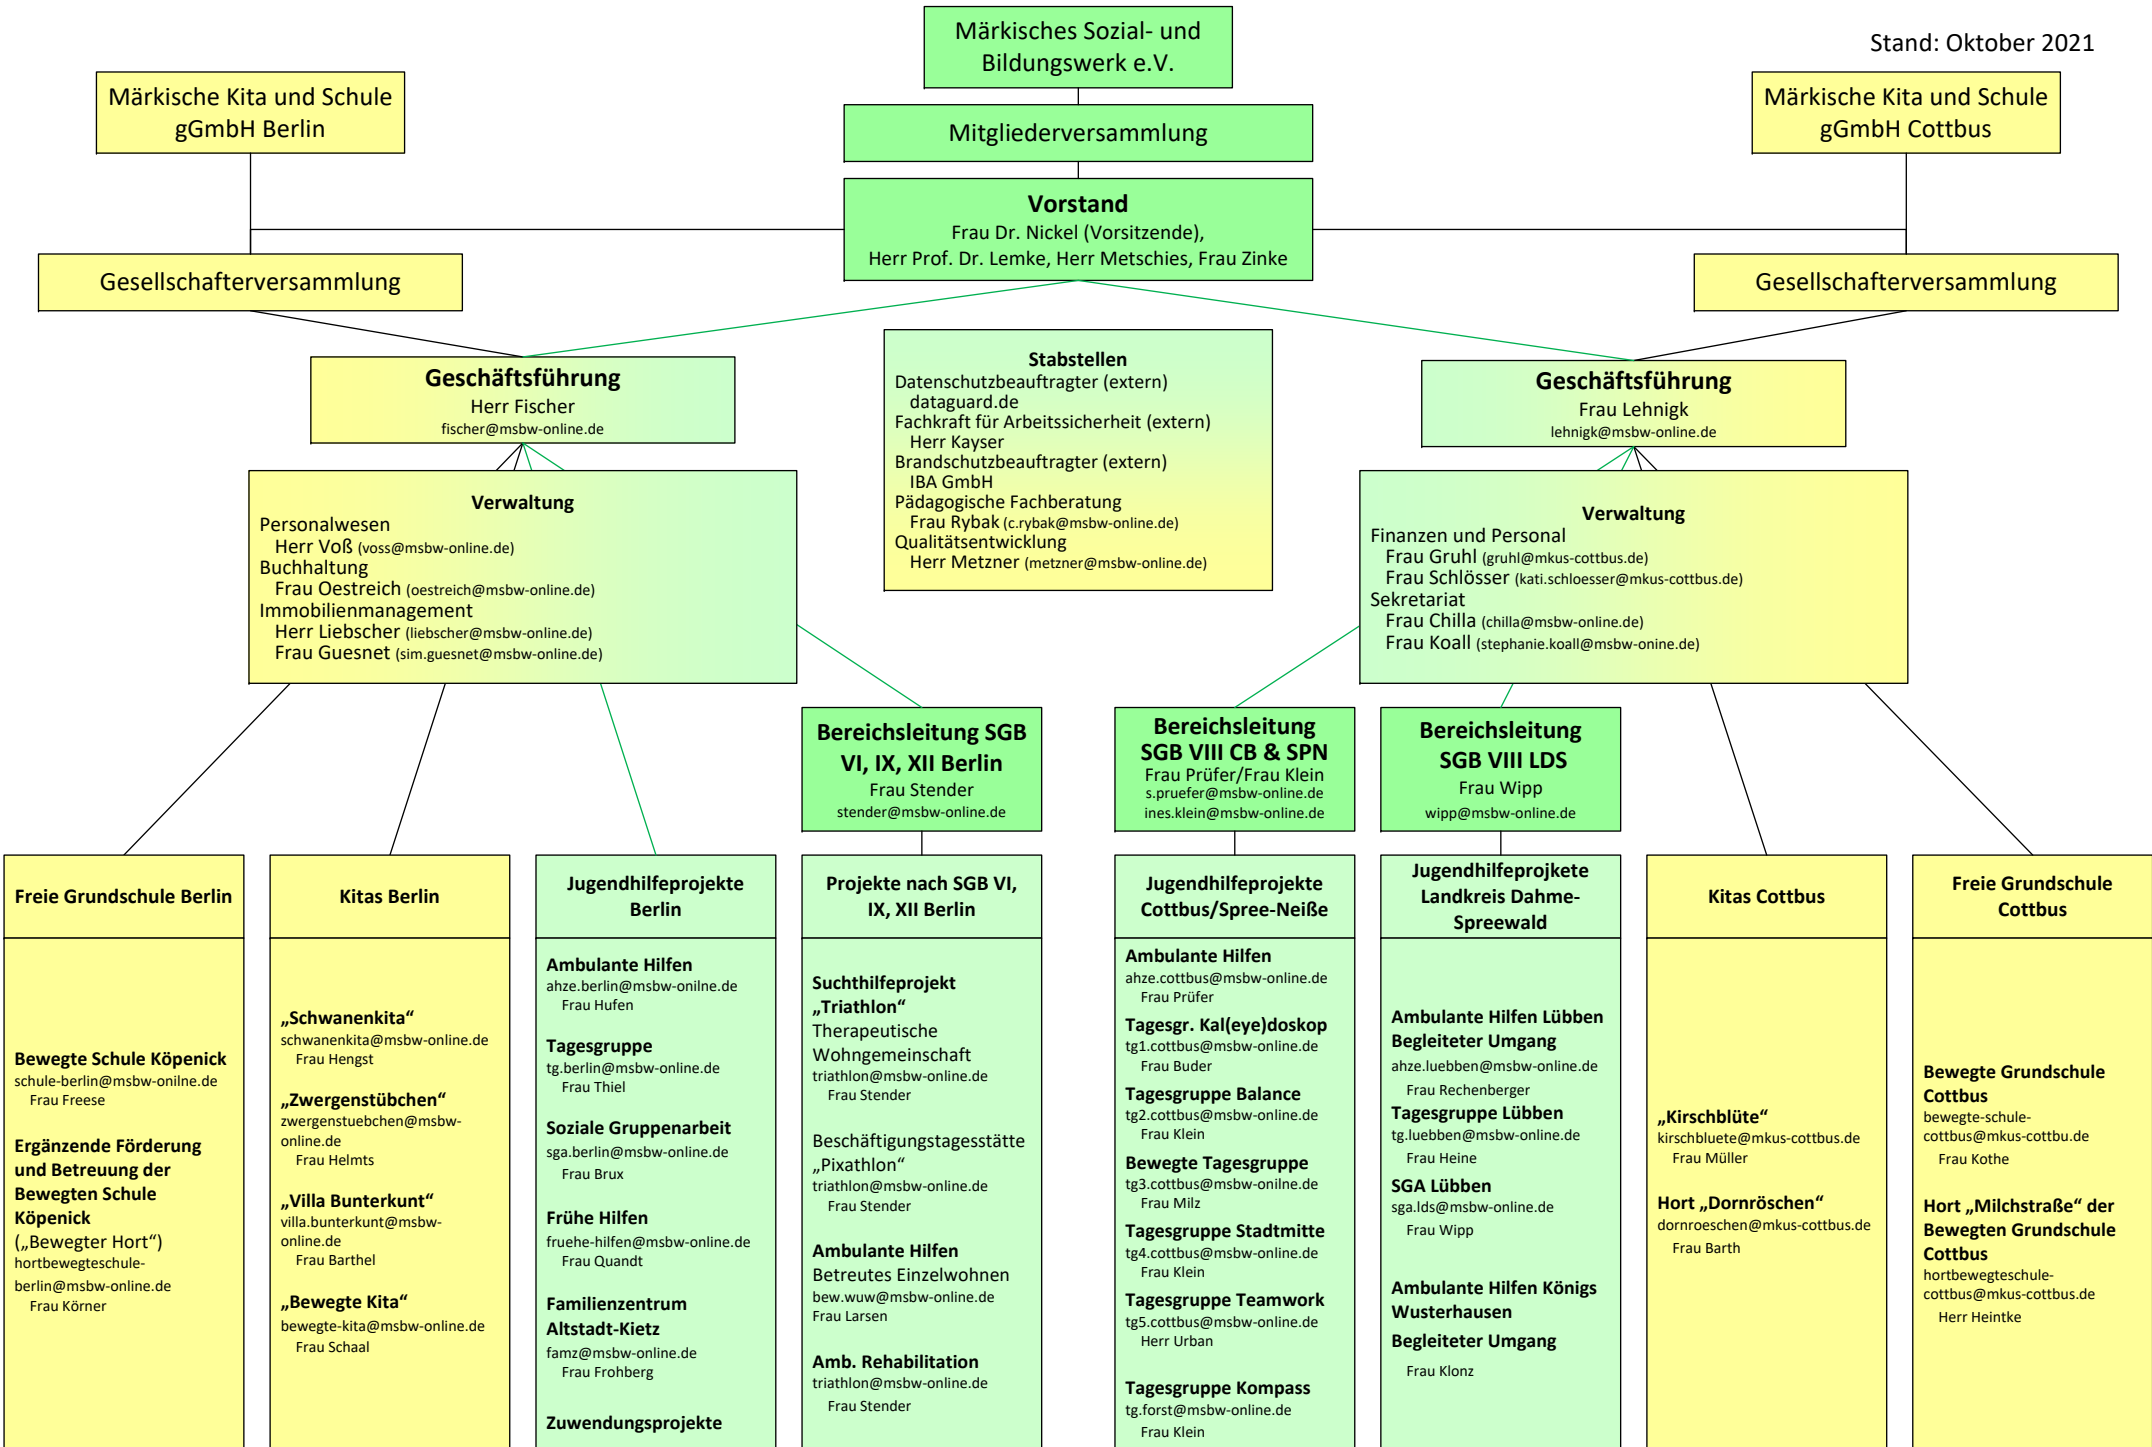 Märkisches Sozial- und
Bildungswerk e.V.
Stand: Oktober 2021
Märkische Kita und Schule
gGmbH Berlin
Märkische Kita und Schule
gGmbH Cottbus
Mitgliederversammlung
Vorstand
Frau Dr. Nickel (Vorsitzende),
Herr Prof. Dr. Lemke, Herr Metschies, Frau Zinke
Gesellschafterversammlung
Gesellschafterversammlung
Geschäftsführung
Herr Fischer
fischer@msbw-online.de
Stabstellen
Datenschutzbeauftragter (extern)
dataguard.de
Fachkraft für Arbeitssicherheit (extern)
Herr Kayser
Brandschutzbeauftragter (extern)
IBA GmbH
Pädagogische Fachberatung
Frau Rybak (c.rybak@msbw-online.de)
Qualitätsentwicklung
Herr Metzner (metzner@msbw-online.de)
Geschäftsführung
Frau Lehnigk
lehnigk@msbw-online.de
Verwaltung
Personalwesen
Herr Voß (voss@msbw-online.de)
Buchhaltung
Frau Oestreich (oestreich@msbw-online.de)
Immobilienmanagement
Herr Liebscher (liebscher@msbw-online.de)
Frau Guesnet (sim.guesnet@msbw-online.de)
Verwaltung
Finanzen und Personal
Frau Gruhl (gruhl@mkus-cottbus.de)
Frau Schlösser (kati.schloesser@mkus-cottbus.de)
Sekretariat
Frau Chilla (chilla@msbw-online.de)
Frau Koall (stephanie.koall@msbw-onine.de)
Bereichsleitung SGB
VI, IX, XII Berlin
Frau Stender
stender@msbw-online.de
Bereichsleitung
SGB VIII CB & SPN
Frau Prüfer/Frau Klein
s.pruefer@msbw-online.de
ines.klein@msbw-online.de
Bereichsleitung
SGB VIII LDS
Frau Wipp
wipp@msbw-online.de
Freie Grundschule Berlin
Bewegte Schule Köpenick
schule-berlin@msbw-onilne.de
Frau Freese
Ergänzende Förderung
und Betreuung der
Bewegten Schule
Köpenick
(„Bewegter Hort“)
hortbewegteschule-
berlin@msbw-online.de
Frau Körner
Kitas Berlin
„Schwanenkita“
schwanenkita@msbw-online.de
Frau Hengst
„Zwergenstübchen“
zwergenstuebchen@msbw-
online.de
Frau Helmts
„Villa Bunterkunt“
villa.bunterkunt@msbw-
online.de
Frau Barthel
„Bewegte Kita“
bewegte-kita@msbw-online.de
Frau Schaal
Jugendhilfeprojekte
Berlin
Ambulante Hilfen
ahze.berlin@msbw-onilne.de
Frau Hufen
Tagesgruppe
tg.berlin@msbw-online.de
Frau Thiel
Soziale Gruppenarbeit
sga.berlin@msbw-online.de
Frau Brux
Frühe Hilfen
fruehe-hilfen@msbw-online.de
Frau Quandt
Familienzentrum
Altstadt-Kietz
famz@msbw-online.de
Frau Frohberg
Zuwendungsprojekte
Projekte nach SGB VI,
IX, XII Berlin
Suchthilfeprojekt
„Triathlon“
Therapeutische
Wohngemeinschaft
triathlon@msbw-online.de
Frau Stender
Beschäftigungstagesstätte
„Pixathlon“
triathlon@msbw-online.de
Frau Stender
Ambulante Hilfen
Betreutes Einzelwohnen
bew.wuw@msbw-online.de
Frau Larsen
Amb. Rehabilitation
triathlon@msbw-online.de
Frau Stender
Jugendhilfeprojekte
Cottbus/Spree-Neiße
Ambulante Hilfen
ahze.cottbus@msbw-online.de
Frau Prüfer
Tagesgr. Kal(eye)doskop
tg1.cottbus@msbw-online.de
Frau Buder
Tagesgruppe Balance
tg2.cottbus@msbw-online.de
Frau Klein
Bewegte Tagesgruppe
tg3.cottbus@msbw-onilne.de
Frau Milz
Tagesgruppe Stadtmitte
tg4.cottbus@msbw-online.de
Frau Klein
Tagesgruppe Teamwork
tg5.cottbus@msbw-online.de
Herr Urban
Tagesgruppe Kompass
tg.forst@msbw-online.de
Frau Klein
Jugendhilfeprojkete
Landkreis Dahme-
Spreewald
Ambulante Hilfen Lübben
Begleiteter Umgang
ahze.luebben@msbw-online.de
Frau Rechenberger
Tagesgruppe Lübben
tg.luebben@msbw-online.de
Frau Heine
SGA Lübben
sga.lds@msbw-online.de
Frau Wipp
Ambulante Hilfen Königs
Wusterhausen
Begleiteter Umgang
Frau Klonz
Kitas Cottbus
„Kirschblüte“
kirschbluete@mkus-cottbus.de
Frau Müller
Hort „Dornröschen“
dornroeschen@mkus-cottbus.de
Frau Barth
Freie Grundschule
Cottbus
Bewegte Grundschule
Cottbus
bewegte-schule-
cottbus@mkus-cottbu.de
Frau Kothe
Hort „Milchstraße“ der
Bewegten Grundschule
Cottbus
hortbewegteschule-
cottbus@mkus-cottbus.de
Herr Heintke